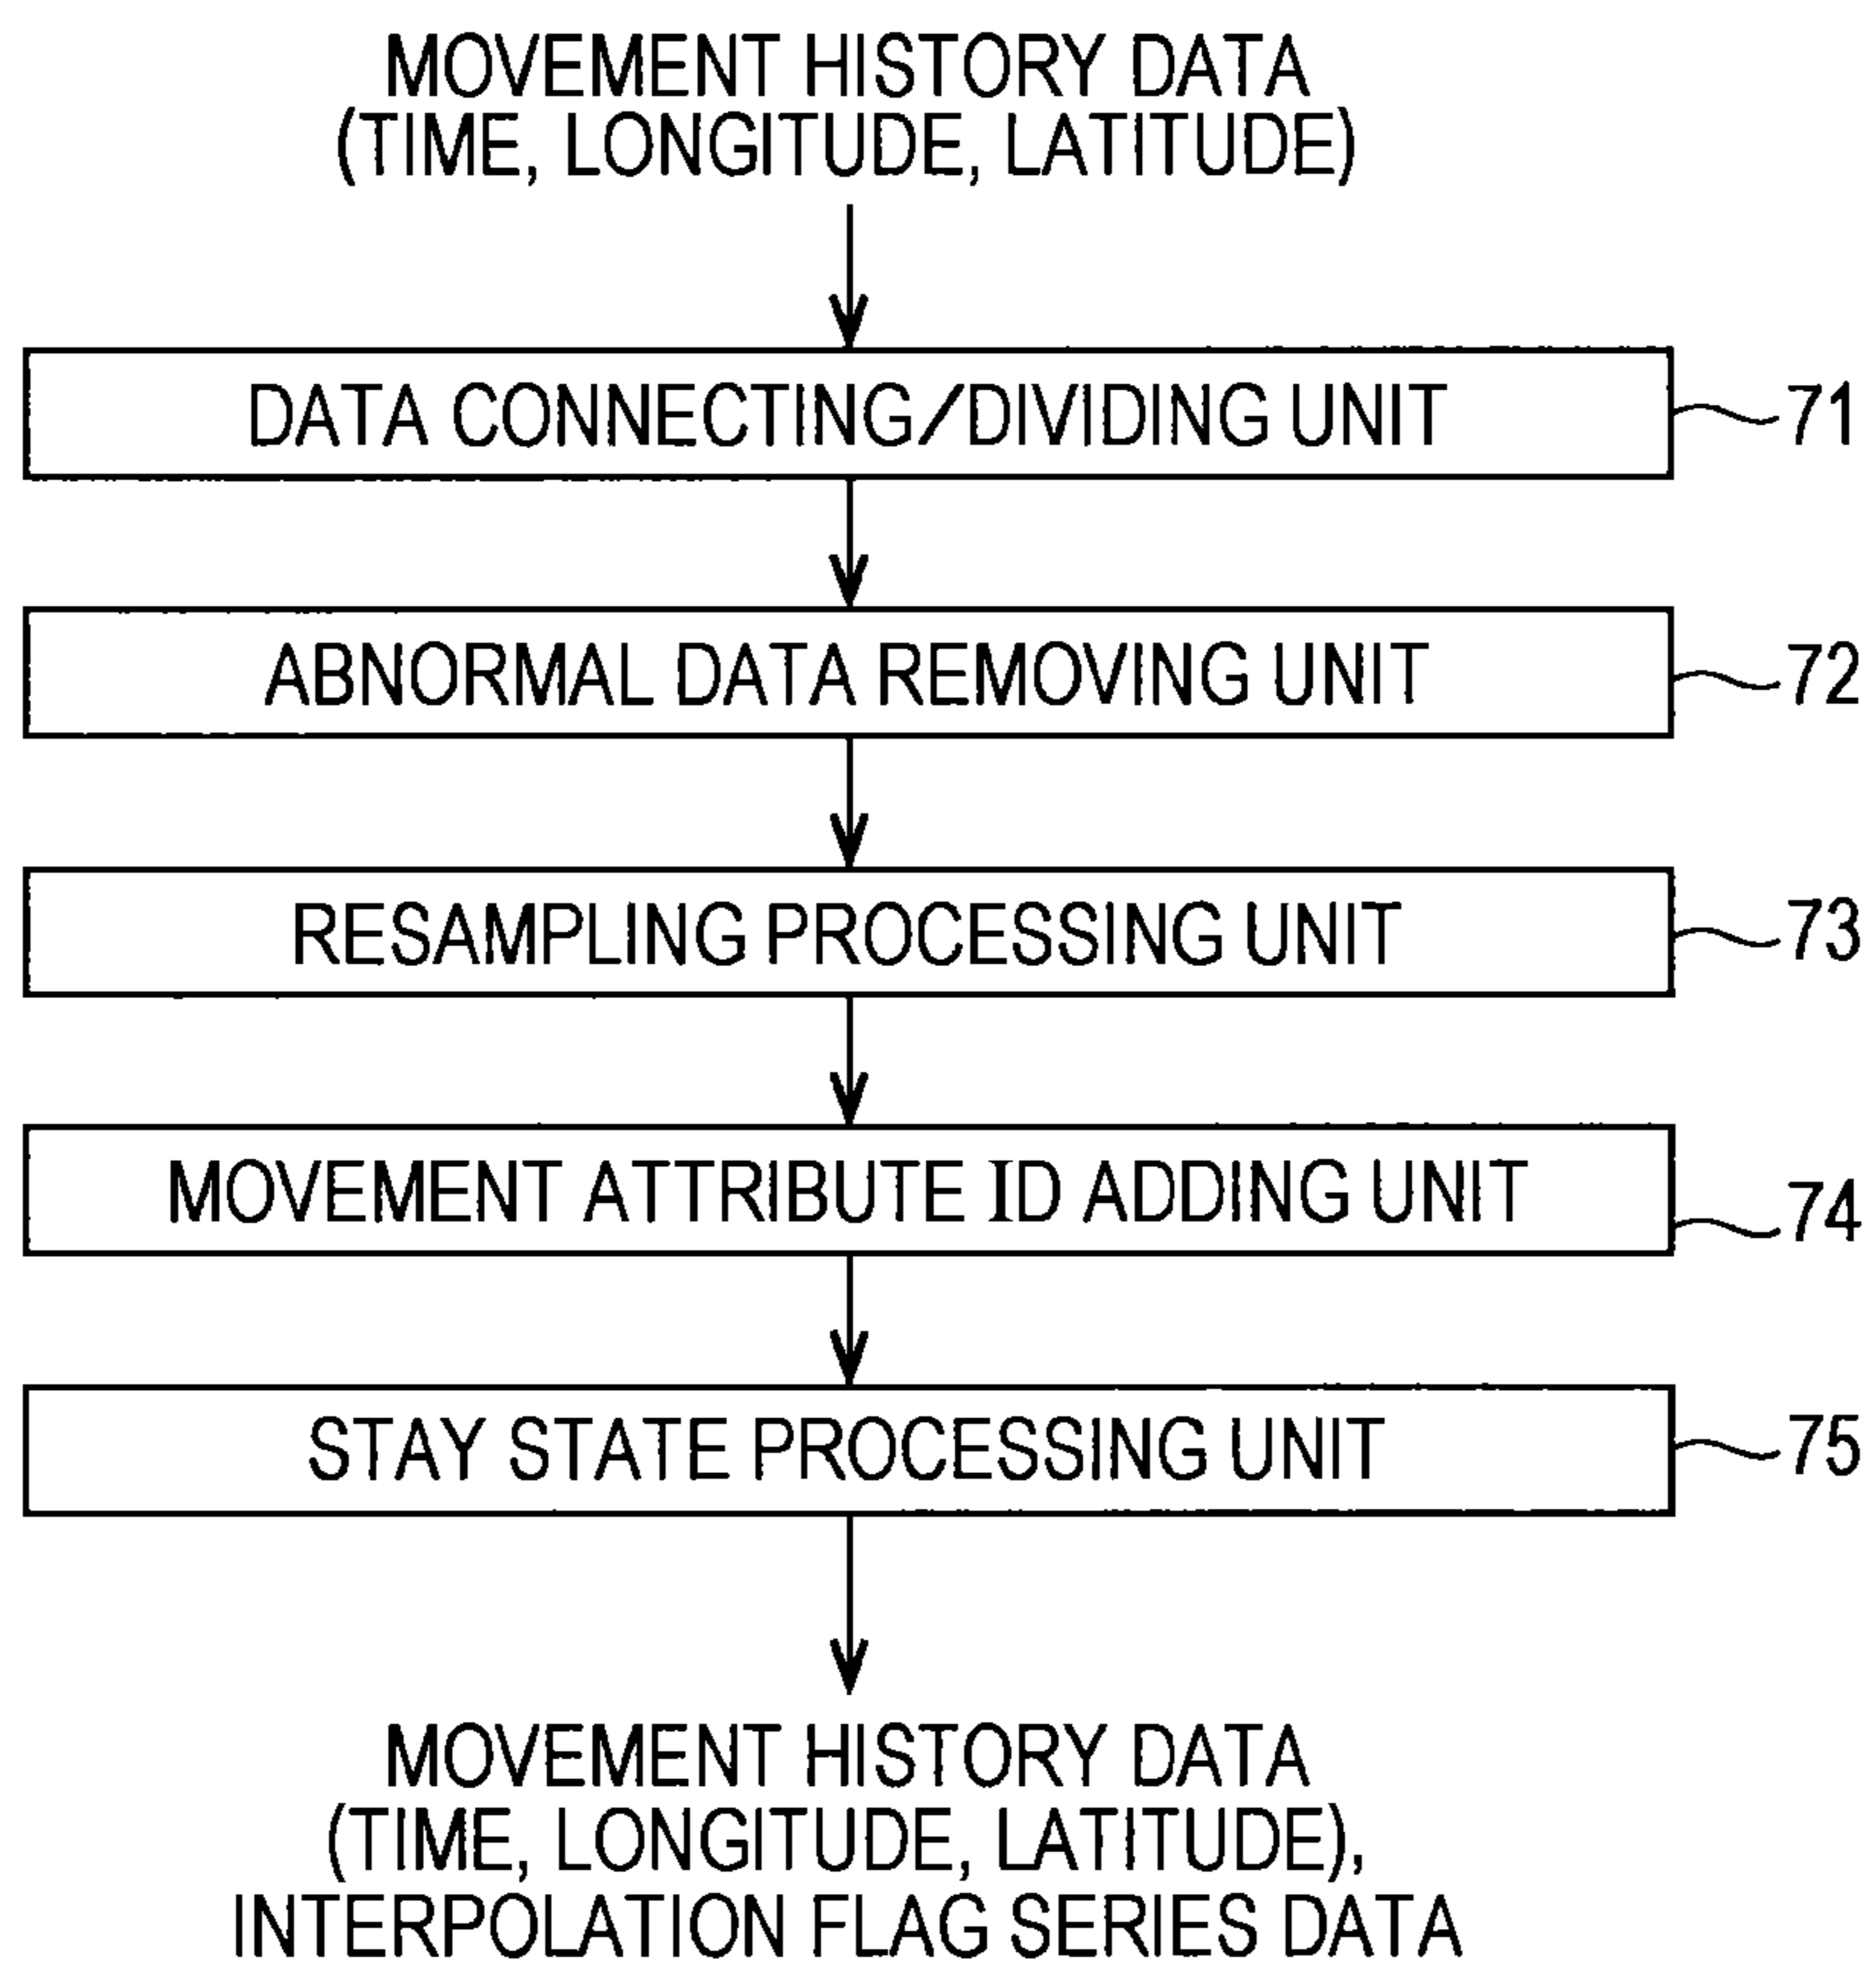 MOVEMENT HISTORY DATA
(TIME, LONGITUDE, LATITUDE)
DATA CONNECTING/DIVIDING UNIT
71
ABNORMAL DATA REMOVING UNIT
72
RESAMPLING PROCESSING UNIT
73
MOVEMENT ATTRIBUTE ID ADDING UNIT
74
STAY STATE PROCESSING UNIT
75
MOVEMENT HISTORY DATA
(TIME, LONGITUDE, LATITUDE),
INTERPOLATION FLAG SERIES DATA